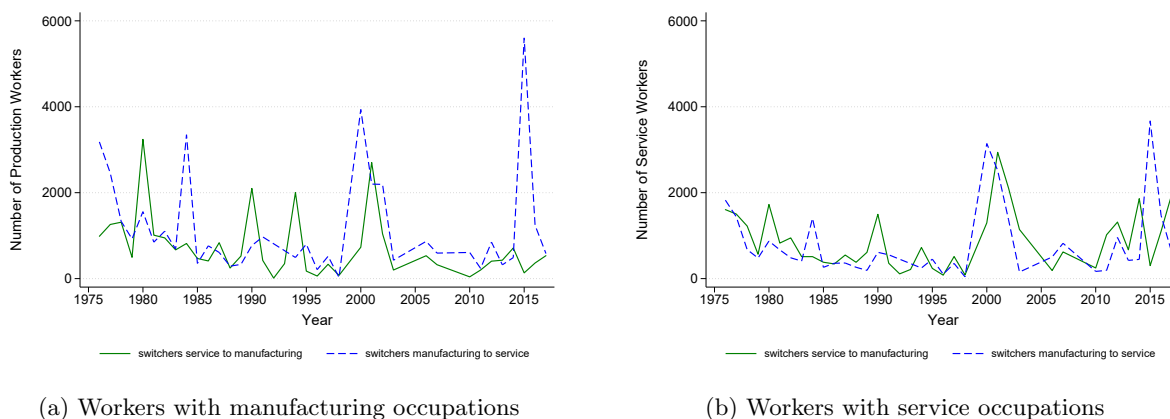 Number of Production Workers
6000
4000
2000
0
1975 1980 1985 1990 1995 2000 2005 2010 2015
Year
switchers service to manufacturing switchers manufacturing to service
(a) Workers with manufacturing occupations
Number of Service Workers
6000
4000
2000
0
1975 1980 1985 1990 1995 2000 2005 2010 2015
Year
switchers service to manufacturing switchers manufacturing to service
(b) Workers with service occupations